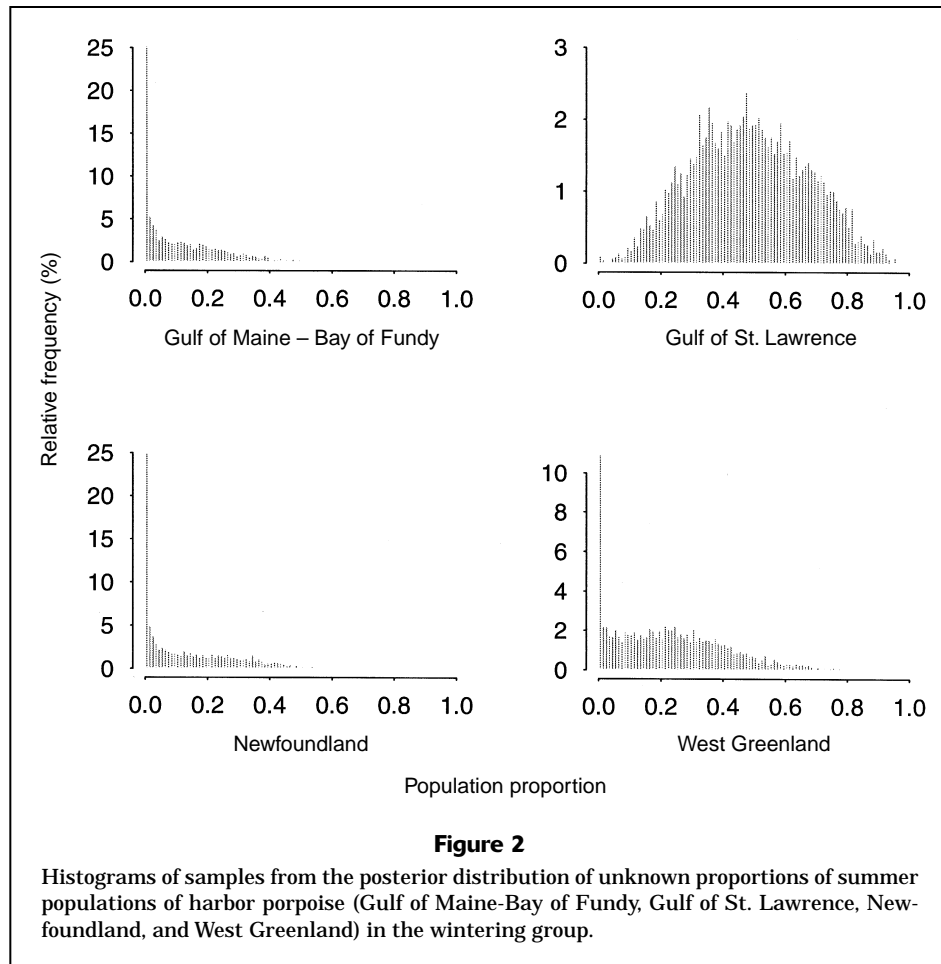 Relative frequency (%)
25
20
15
10
5
0
0.0 0.2 0.4 0.6 0.8 1.0
Gulf of Maine – Bay of Fundy
3
2
1
0
0.0 0.2 0.4 0.6 0.8 1.0
Gulf of St. Lawrence
25
20
15
10
5
0
0.0 0.2 0.4 0.6 0.8 1.0
Newfoundland
10
8
6
4
2
0
0.0 0.2 0.4 0.6 0.8 1.0
West Greenland
Population proportion
Figure 2
Histograms of samples from the posterior distribution of unknown proportions of summer
populations of harbor porpoise (Gulf of Maine-Bay of Fundy, Gulf of St. Lawrence, New-
foundland, and West Greenland) in the wintering group.